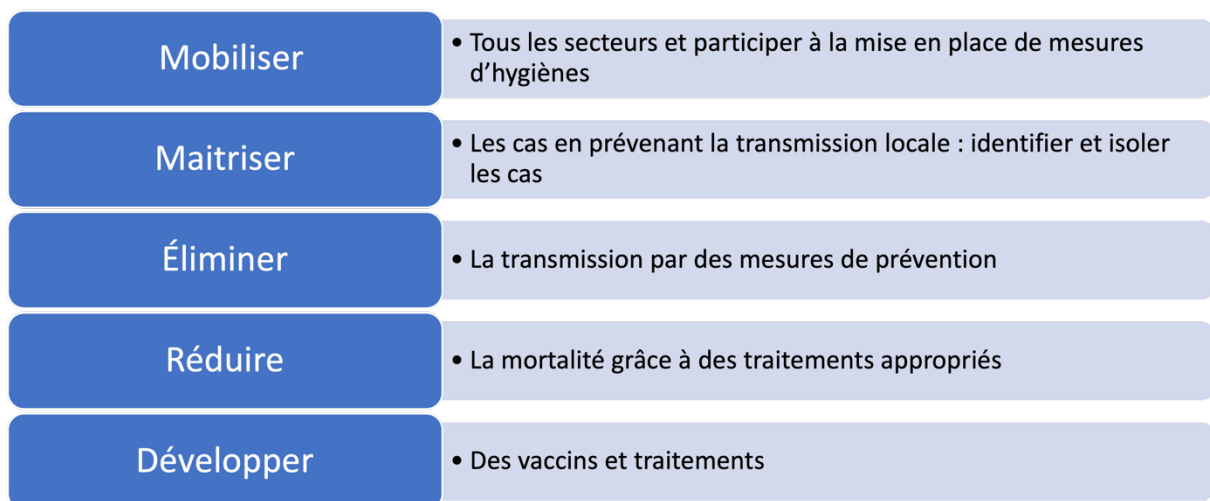 Mobiliser
• Tous les secteurs et participer à la mise en place de mesures
d’hygiènes
Maitriser
• Les cas en prévenant la transmission locale : identifier et isoler
les cas
Éliminer
• La transmission par des mesures de prévention
Réduire
• La mortalité grâce à des traitements appropriés
Développer
• Des vaccins et traitements